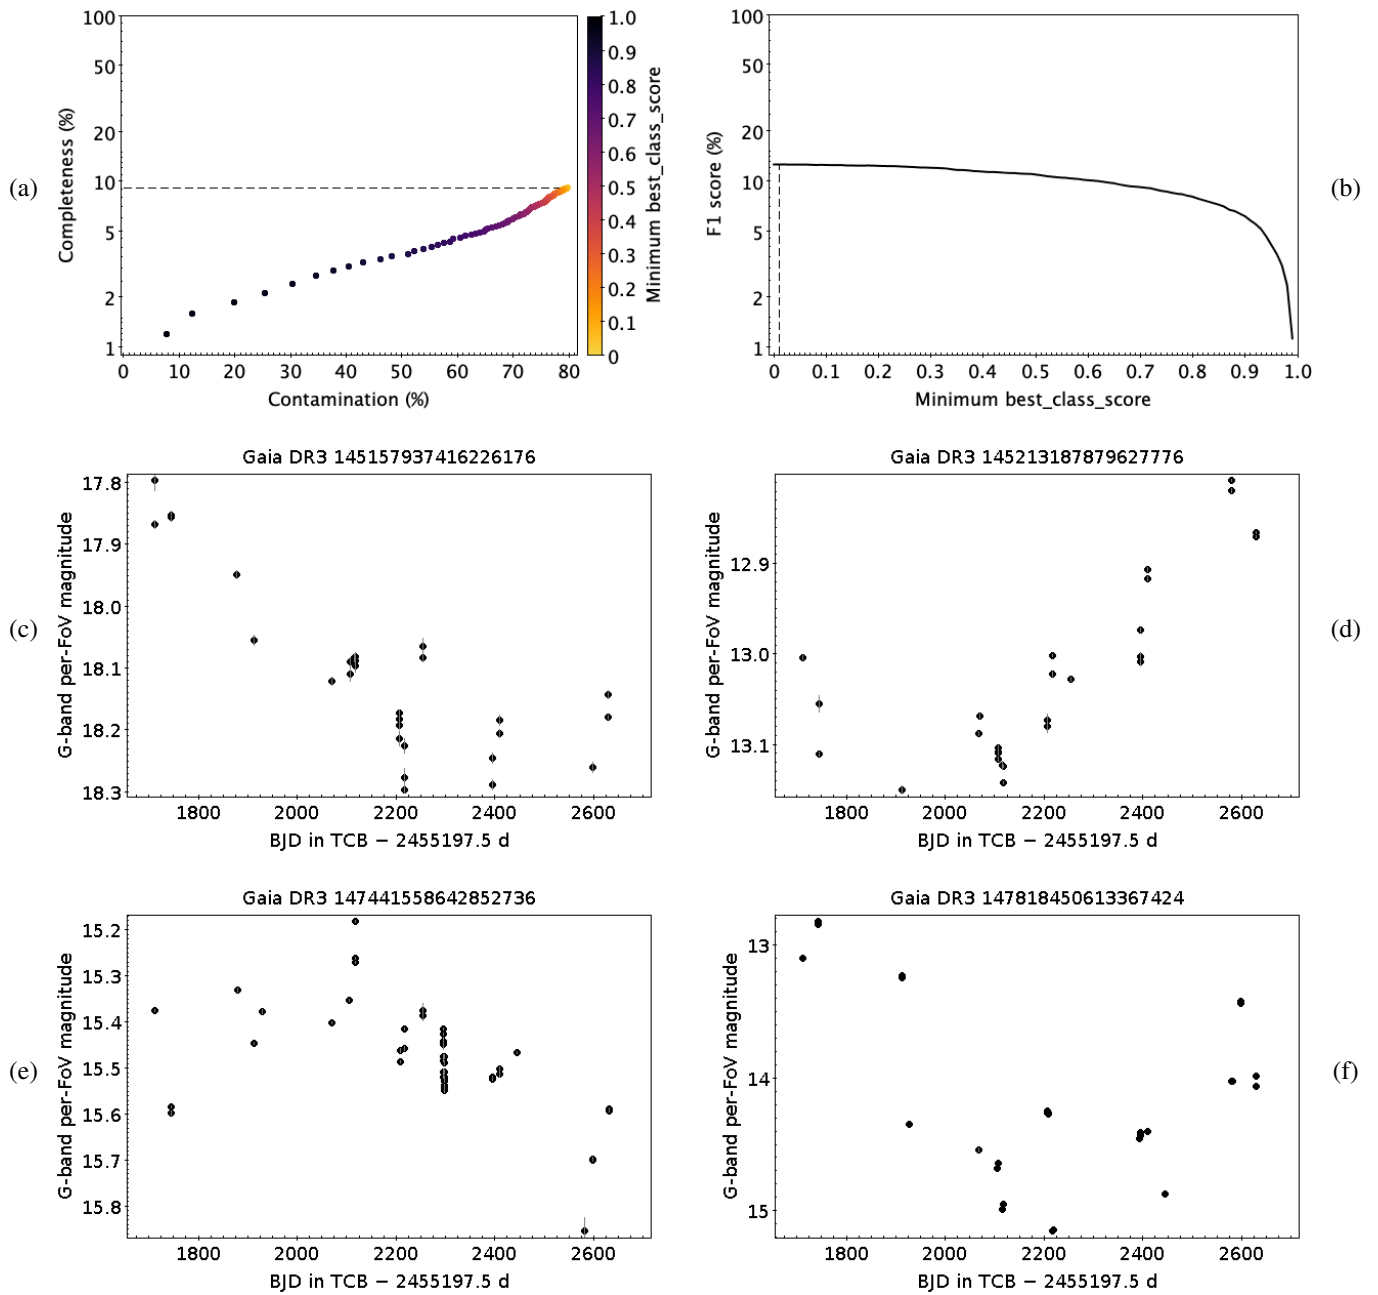 (a)
Completeness (%)
100
50
20
10
5
2
1
0 10 20 30 40 50 60 70 80
Contamination (%)
1.0
0.9
0.8
0.7
0.6
0.5
0.4
0.3
0.2
0.1
0
Minimum best_class_score
(b)
F1 score (%)
100
50
20
10
5
2
1
0 0.1 0.2 0.3 0.4 0.5 0.6 0.7 0.8 0.9 1.0
Minimum best_class_score
(c)
Gaia DR3 145157937416226176
G-band per-FoV magnitude
17.8
17.9
18.0
18.1
18.2
18.3
1800 2000 2200 2400 2600
BJD in TCB − 2455197.5 d
(d)
Gaia DR3 145213187879627776
G-band per-FoV magnitude
12.9
13.0
13.1
1800 2000 2200 2400 2600
BJD in TCB − 2455197.5 d
(e)
Gaia DR3 147441558642852736
G-band per-FoV magnitude
15.2
15.3
15.4
15.5
15.6
15.7
15.8
1800 2000 2200 2400 2600
BJD in TCB − 2455197.5 d
(f)
Gaia DR3 147818450613367424
G-band per-FoV magnitude
13
14
15
1800 2000 2200 2400 2600
BJD in TCB − 2455197.5 d